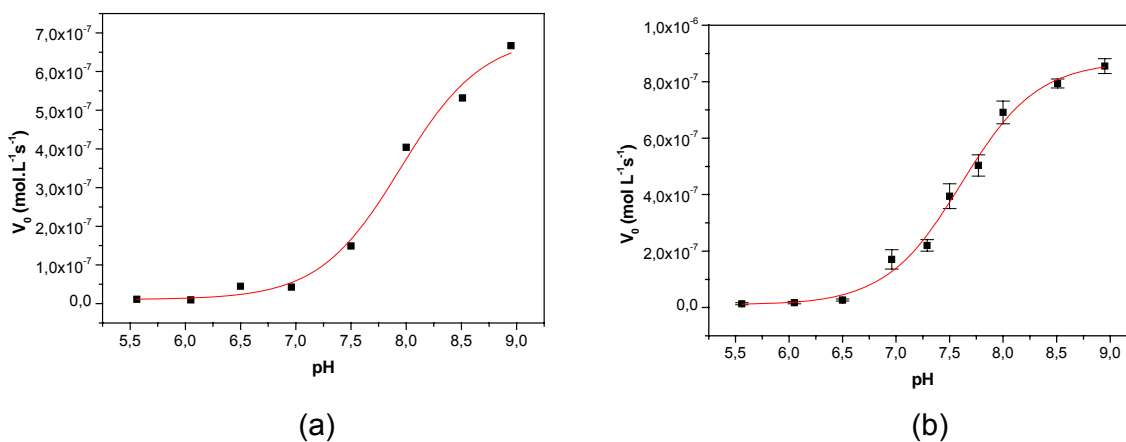 7,0x10⁻⁷
6,0x10⁻⁷
5,0x10⁻⁷
4,0x10⁻⁷
3,0x10⁻⁷
2,0x10⁻⁷
1,0x10⁻⁷
0,0
V₀ (mol.L⁻¹s⁻¹)
5,5 6,0 6,5 7,0 7,5 8,0 8,5 9,0
pH
(a)
1,0x10⁻⁶
8,0x10⁻⁷
6,0x10⁻⁷
4,0x10⁻⁷
2,0x10⁻⁷
0,0
V₀ (mol L⁻¹s⁻¹)
5,5 6,0 6,5 7,0 7,5 8,0 8,5 9,0
pH
(b)